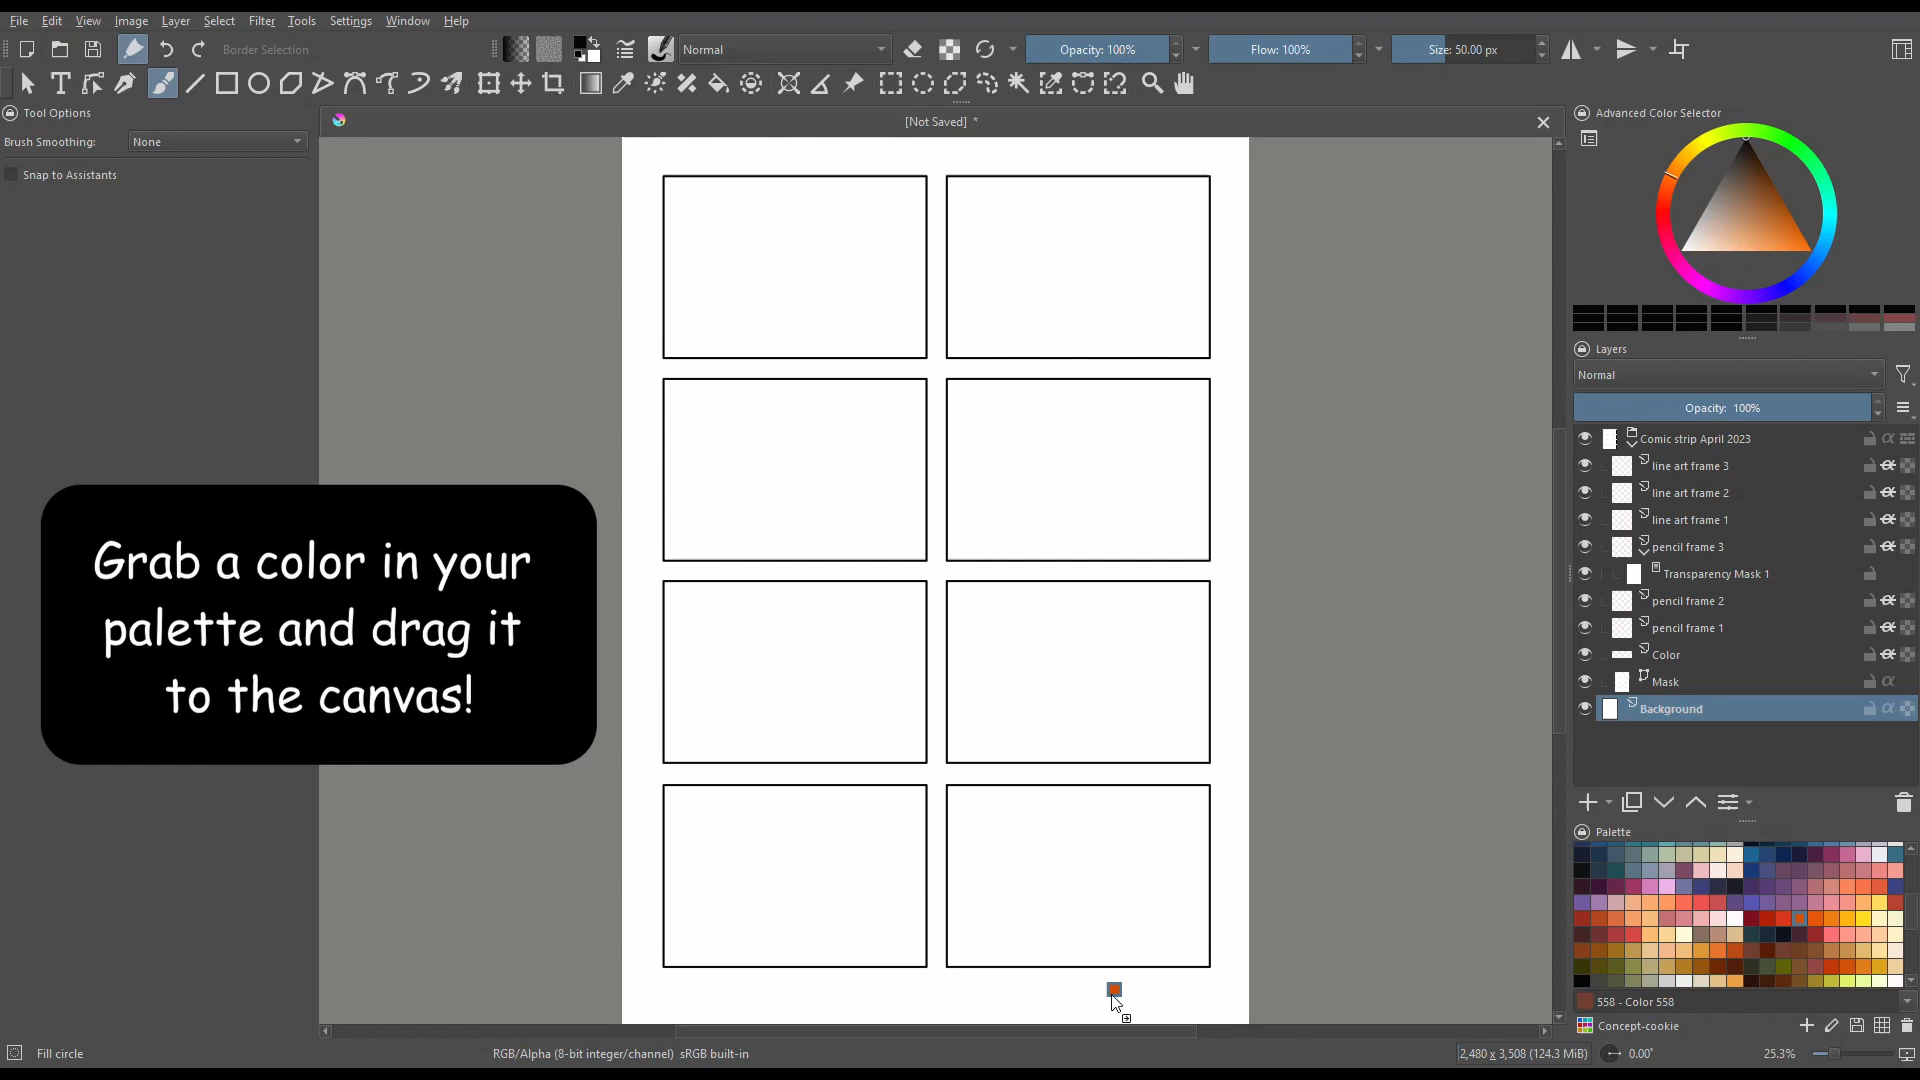 File Edit View Image Layer Select Filter Tools Settings Window Help
Border Selection Normal Opacity: 100% Flow: 100% Size: 50.00 px
Tool Options
Brush Smoothing: None
Snap to Assistants
[Not Saved] *
Advanced Color Selector
Layers
Normal
Opacity: 100%
Comic strip April 2023
line art frame 3
line art frame 2
line art frame 1
pencil frame 3
Transparency Mask 1
pencil frame 2
pencil frame 1
Color
Mask
Background
Grab a color in your
palette and drag it
to the canvas!
Palette
558 - Color 558
Concept-cookie
Fill circle RGB/Alpha (8-bit integer/channel) sRGB built-in 2,480 x 3,508 (124.3 MiB) 0.00° 25.3%